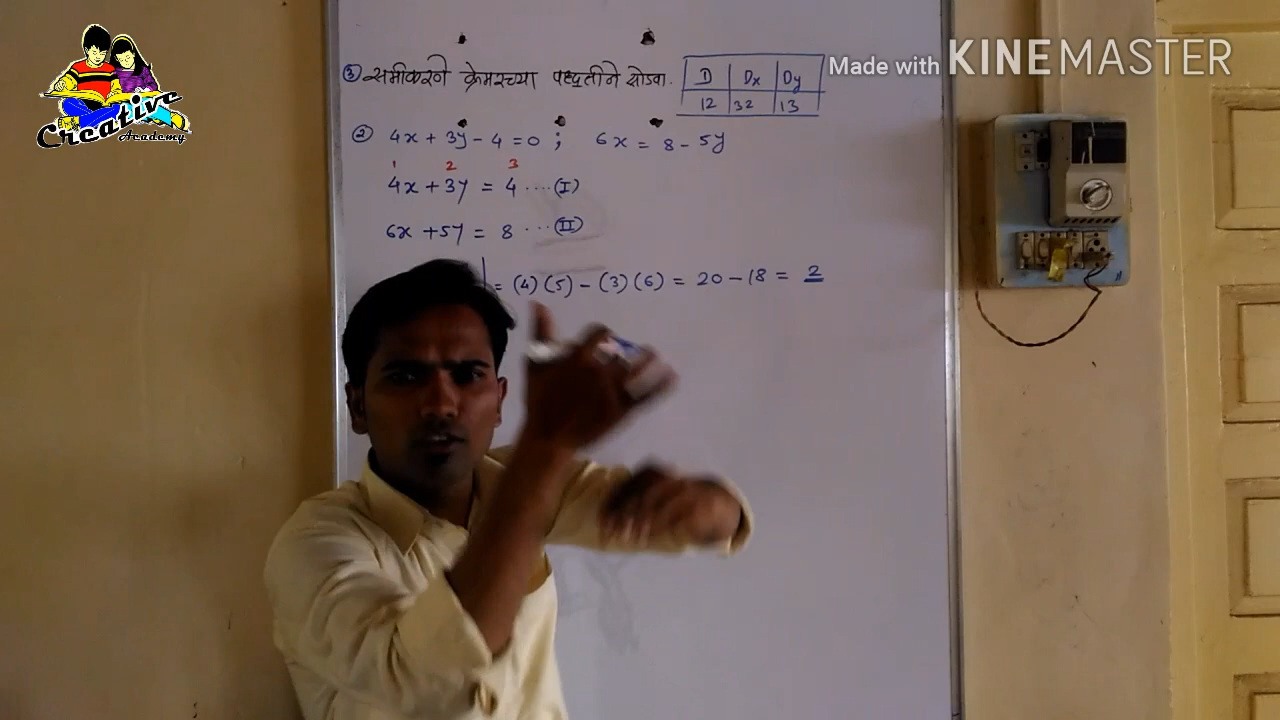 Creative
Academy
Made with KINEMASTER
③ समीकरणे क्रेमरच्या पद्धतीने सोडवा.
D Dx Dy
12 32 13
② 4x + 3y - 4 = 0 ; 6x = 8 - 5y
1 2 3
4x + 3y = 4 ....(I)
6x + 5y = 8 ...(II)
= (4)(5) - (3)(6) = 20 - 18 = 2